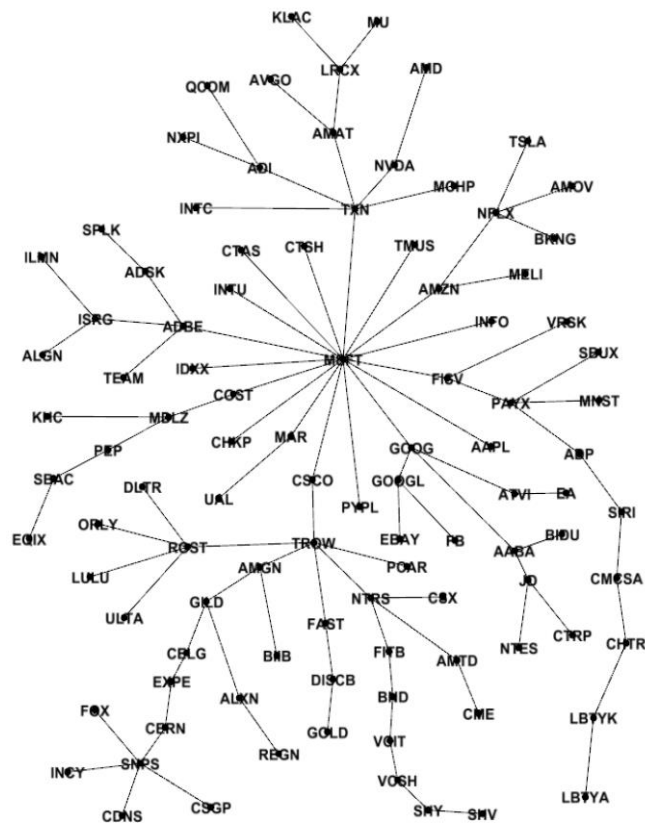 KLAC
MU
LRCX
AMD
AVGO
QCOM
AMAT
NXPI
TSLA
ADI
NVDA
MCHP
AMOV
INTC
TXN
NFLX
SPLK
BKNG
CTAS
CTSH
TMUS
ILMN
ADSK
MELI
INTU
AMZN
ISRG
ADBE
INFO
VRSK
ALGN
MSFT
SBUX
TEAM
IDXX
FISV
COST
PAYX
MNST
KHC
MDLZ
CHKP
MAR
GOOG
AAPL
PEP
ADP
SBAC
CSCO
GOOGL
DLTR
UAL
PYPL
ATVI
EA
SIRI
ORLY
EQIX
EBAY
FB
BIDU
ROST
TROW
AABA
LULU
AMGN
PCAR
JD
CMCSA
GILD
NTRS
CSX
ULTA
FAST
CTRP
NTES
CHTR
CELG
BIIB
FITB
AMTD
EXPE
DISCB
ALXN
BND
FOX
CME
LBTYK
CERN
GOLD
VCIT
REGN
SNPS
INCY
VCSH
LBTYA
CDNS
CSGP
SHY
SHV